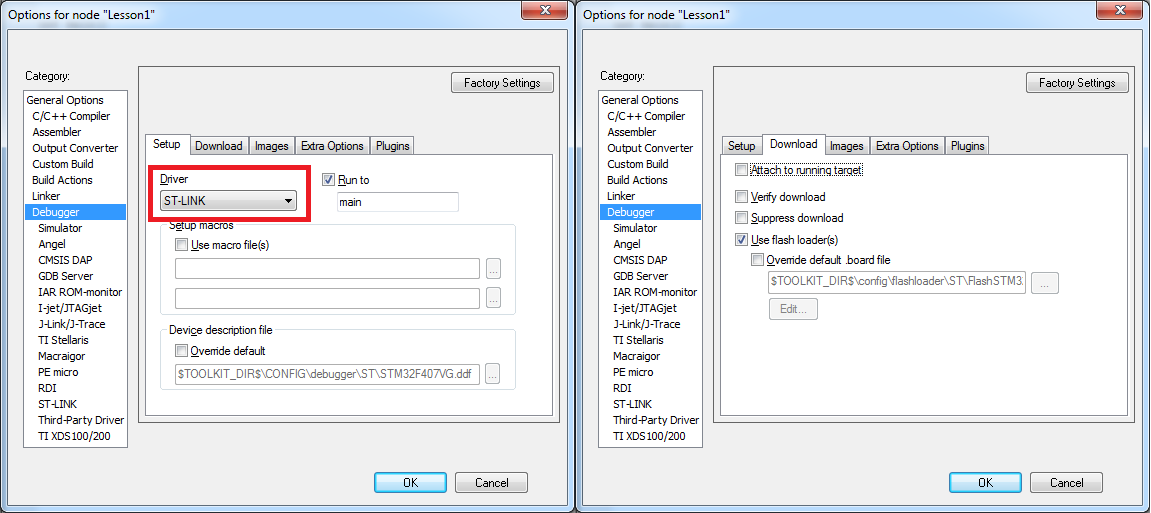 Options for node "Lesson1"
Category:
General Options
C/C++ Compiler
Assembler
Output Converter
Custom Build
Build Actions
Linker
Debugger
Simulator
Angel
CMSIS DAP
GDB Server
IAR ROM-monitor
I-jet/JTAGjet
J-Link/J-Trace
TI Stellaris
Macraigor
PE micro
RDI
ST-LINK
Third-Party Driver
TI XDS100/200
Factory Settings
Setup Download Images Extra Options Plugins
Driver
ST-LINK
Run to
main
Setup macros
Use macro file(s)
...
...
Device description file
Override default
$TOOLKIT_DIR$\CONFIG\debugger\ST\STM32F407VG.ddf
...
OK Cancel
Options for node "Lesson1"
Category:
General Options
C/C++ Compiler
Assembler
Output Converter
Custom Build
Build Actions
Linker
Debugger
Simulator
Angel
CMSIS DAP
GDB Server
IAR ROM-monitor
I-jet/JTAGjet
J-Link/J-Trace
TI Stellaris
Macraigor
PE micro
RDI
ST-LINK
Third-Party Driver
TI XDS100/200
Factory Settings
Setup Download Images Extra Options Plugins
Attach to running target
Verify download
Suppress download
Use flash loader(s)
Override default .board file
$TOOLKIT_DIR$\config\flashloader\ST\FlashSTM3
...
Edit...
OK Cancel